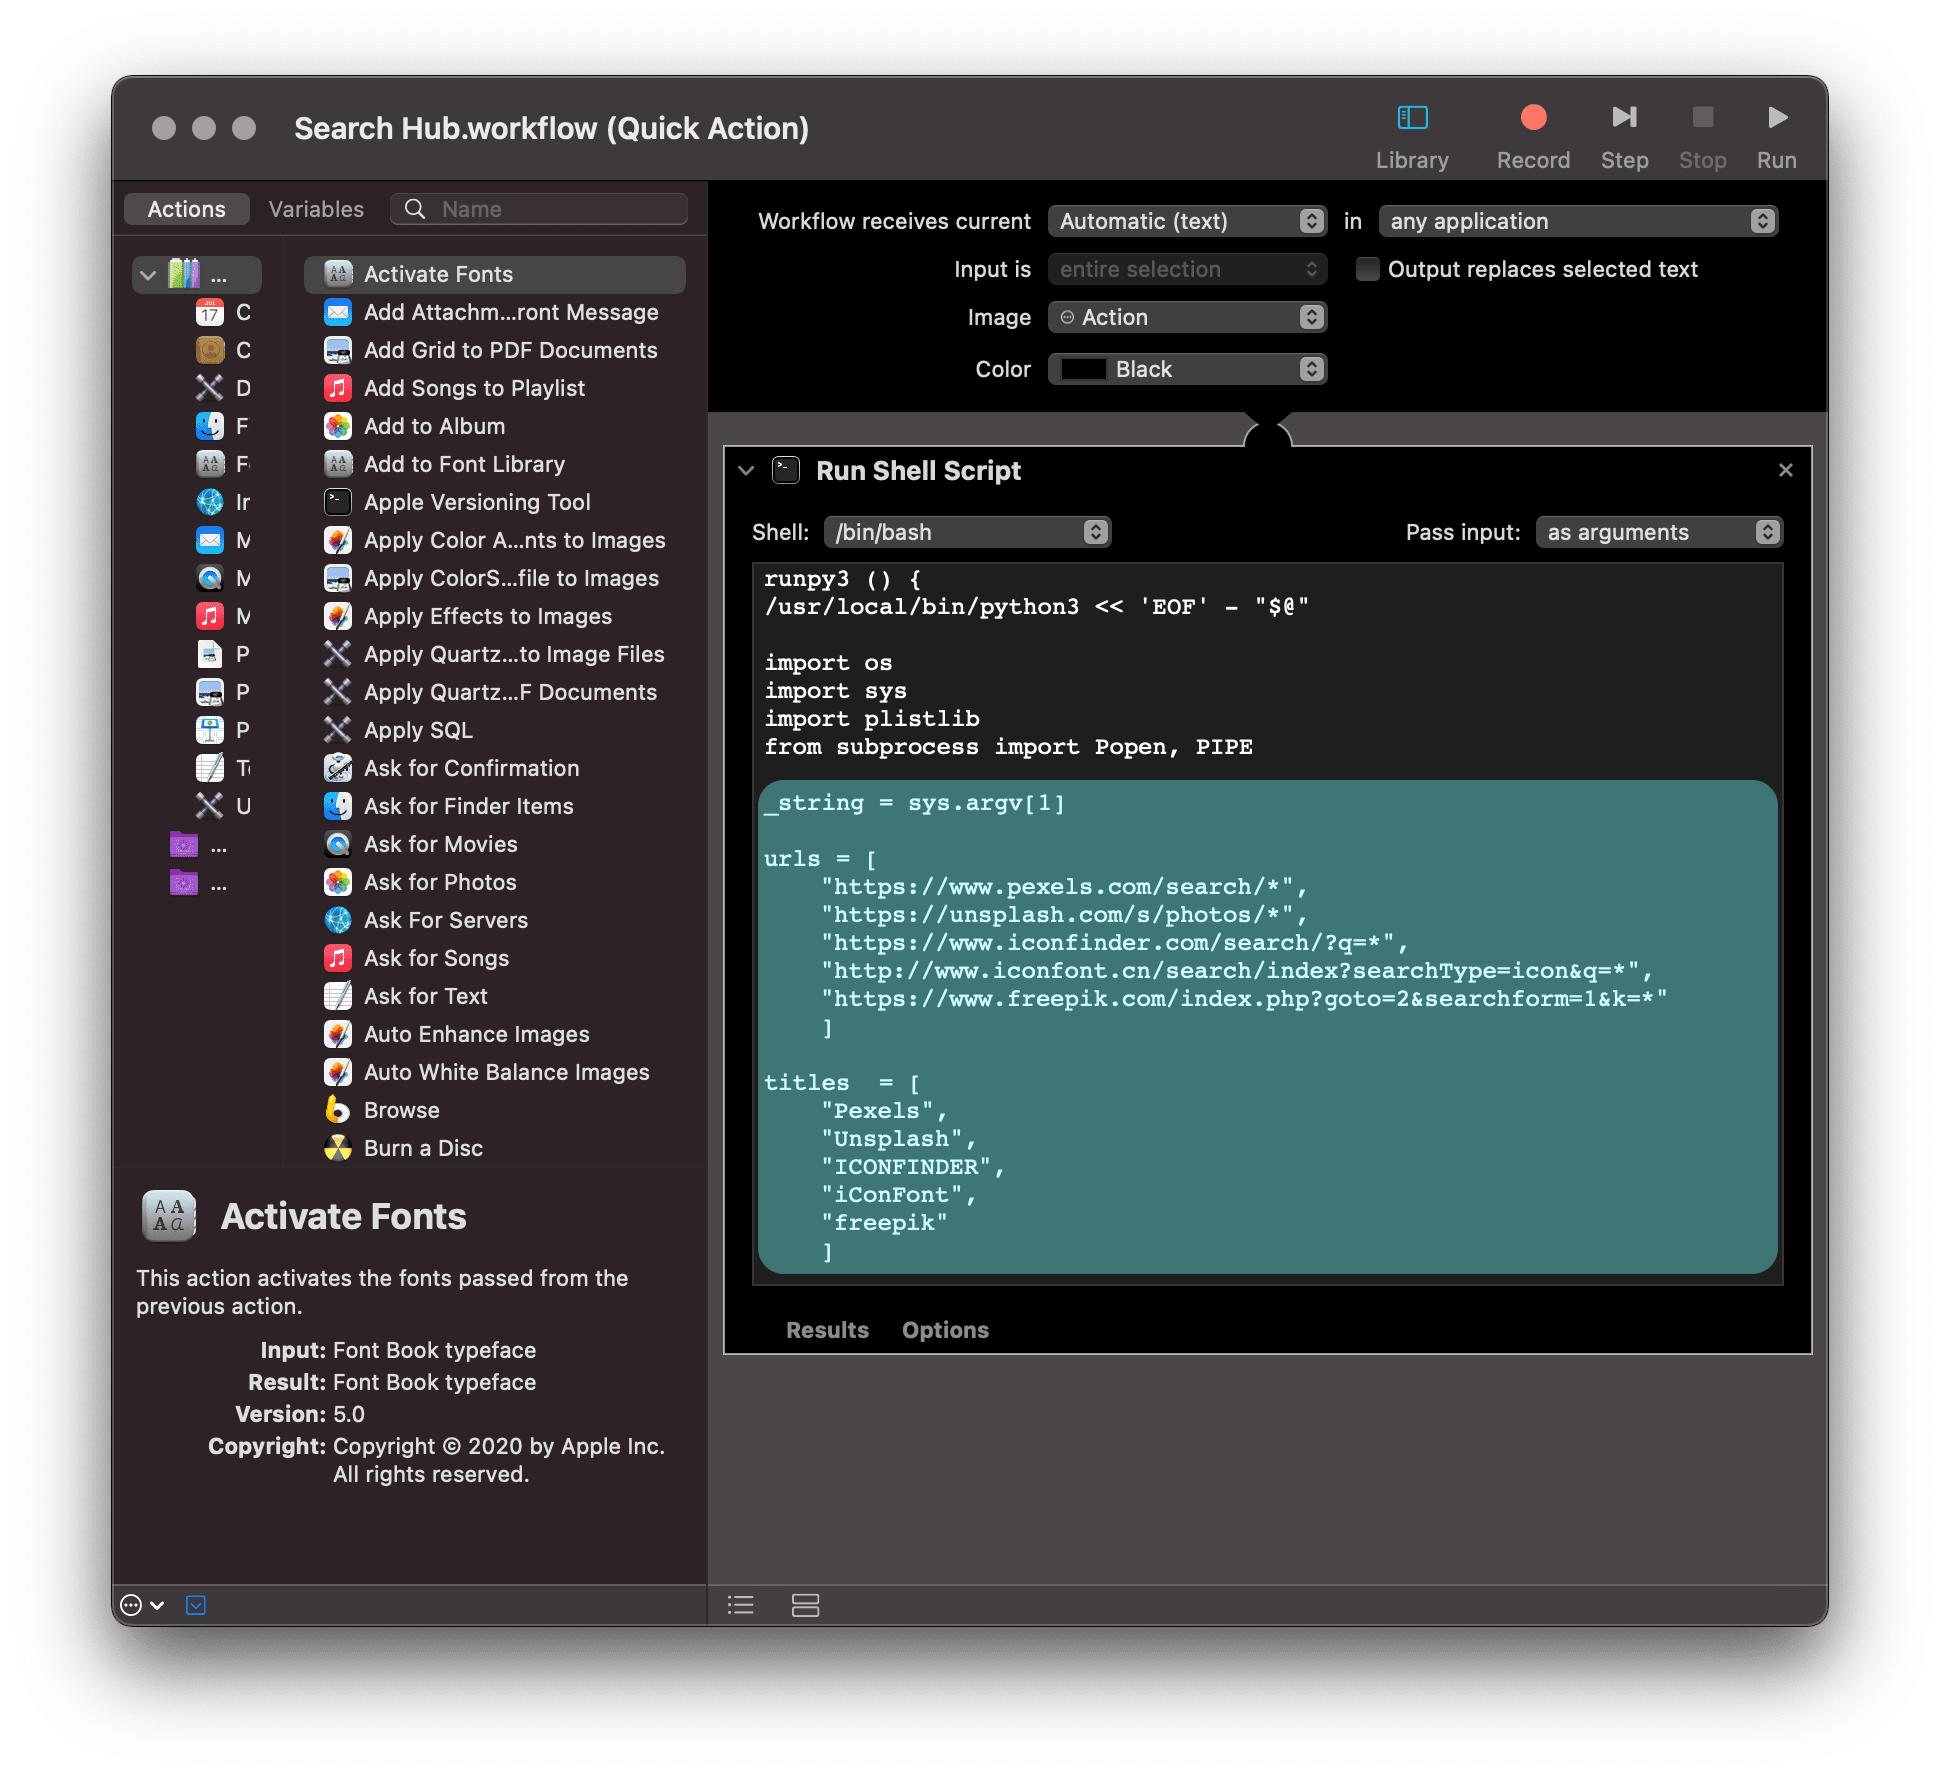 Search Hub.workflow (Quick Action)
Library
Record
Step
Stop
Run
Actions
Variables
Name
...
JUL
17
C
C
D
F
In
M
M
M
P
P
P
U
...
...
Activate Fonts
Add Attachm...ront Message
Add Grid to PDF Documents
Add Songs to Playlist
Add to Album
Add to Font Library
Apple Versioning Tool
Apply Color A...nts to Images
Apply ColorS...file to Images
Apply Effects to Images
Apply Quartz...to Image Files
Apply Quartz...F Documents
Apply SQL
Ask for Confirmation
Ask for Finder Items
Ask for Movies
Ask for Photos
Ask For Servers
Ask for Songs
Ask for Text
Auto Enhance Images
Auto White Balance Images
Browse
Burn a Disc
Activate Fonts
This action activates the fonts passed from the
previous action.
Input: Font Book typeface
Result: Font Book typeface
Version: 5.0
Copyright: Copyright © 2020 by Apple Inc.
All rights reserved.
Workflow receives current Automatic (text) in any application
Input is entire selection Output replaces selected text
Image Action
Color Black
Run Shell Script
Shell: /bin/bash Pass input: as arguments
runpy3 () {
/usr/local/bin/python3 << 'EOF' - "$@"
import os
import sys
import plistlib
from subprocess import Popen, PIPE
_string = sys.argv[1]
urls = [
"https://www.pexels.com/search/*",
"https://unsplash.com/s/photos/*",
"https://www.iconfinder.com/search/?q=*",
"http://www.iconfont.cn/search/index?searchType=icon&q=*",
"https://www.freepik.com/index.php?goto=2&searchform=1&k=*"
]
titles  = [
"Pexels",
"Unsplash",
"ICONFINDER",
"iConFont",
"freepik"
]
Results
Options